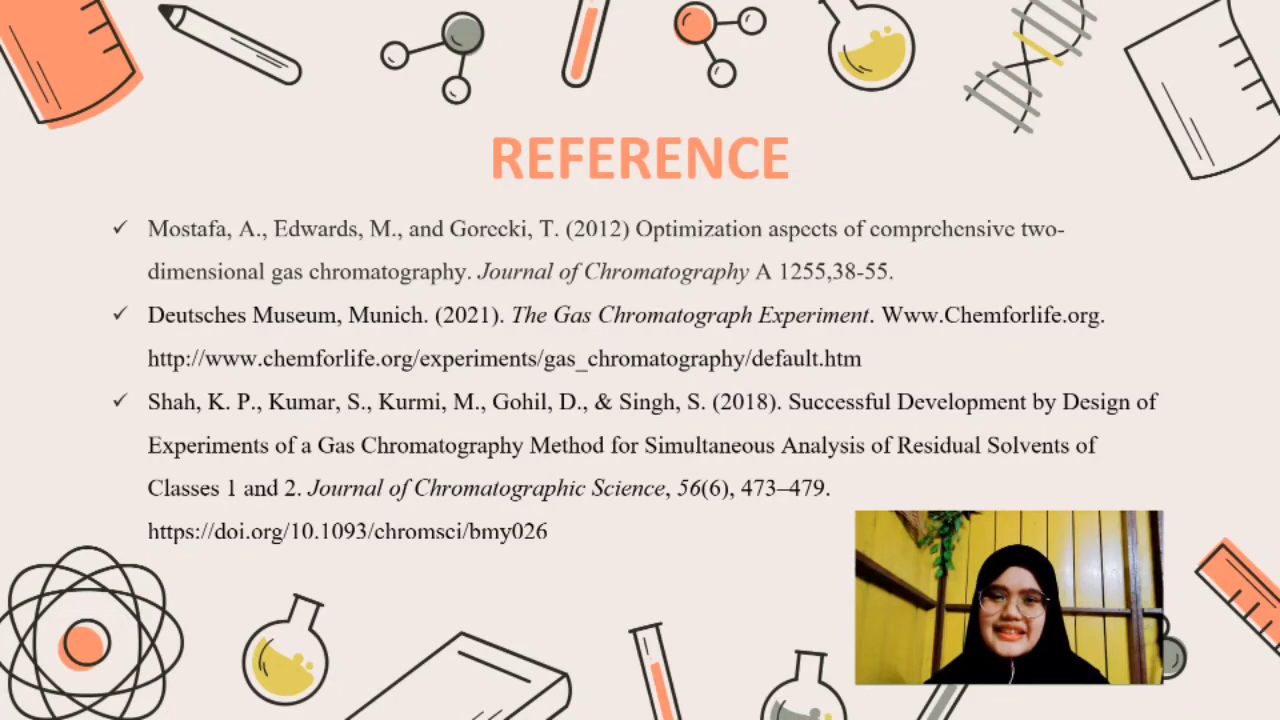 REFERENCE
✓ Mostafa, A., Edwards, M., and Gorecki, T. (2012) Optimization aspects of comprehensive two-
dimensional gas chromatography. Journal of Chromatography A 1255,38-55.
✓ Deutsches Museum, Munich. (2021). The Gas Chromatograph Experiment. Www.Chemforlife.org.
http://www.chemforlife.org/experiments/gas_chromatography/default.htm
✓ Shah, K. P., Kumar, S., Kurmi, M., Gohil, D., & Singh, S. (2018). Successful Development by Design of
Experiments of a Gas Chromatography Method for Simultaneous Analysis of Residual Solvents of
Classes 1 and 2. Journal of Chromatographic Science, 56(6), 473–479.
https://doi.org/10.1093/chromsci/bmy026